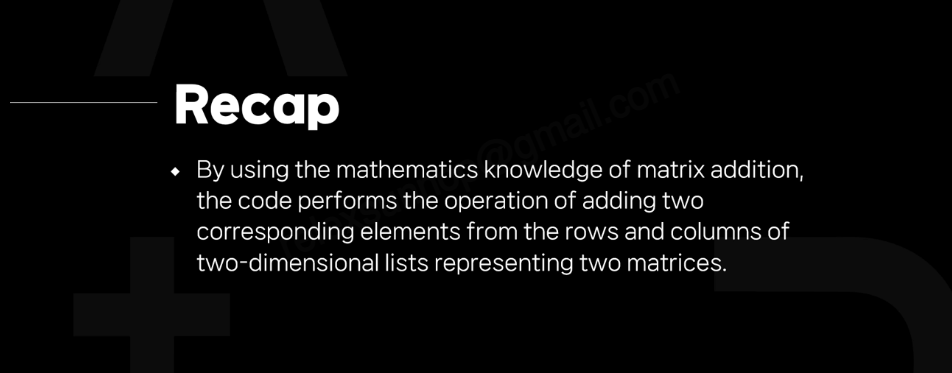 Recap
By using the mathematics knowledge of matrix addition,
the code performs the operation of adding two
corresponding elements from the rows and columns of
two-dimensional lists representing two matrices.
@gmail.com